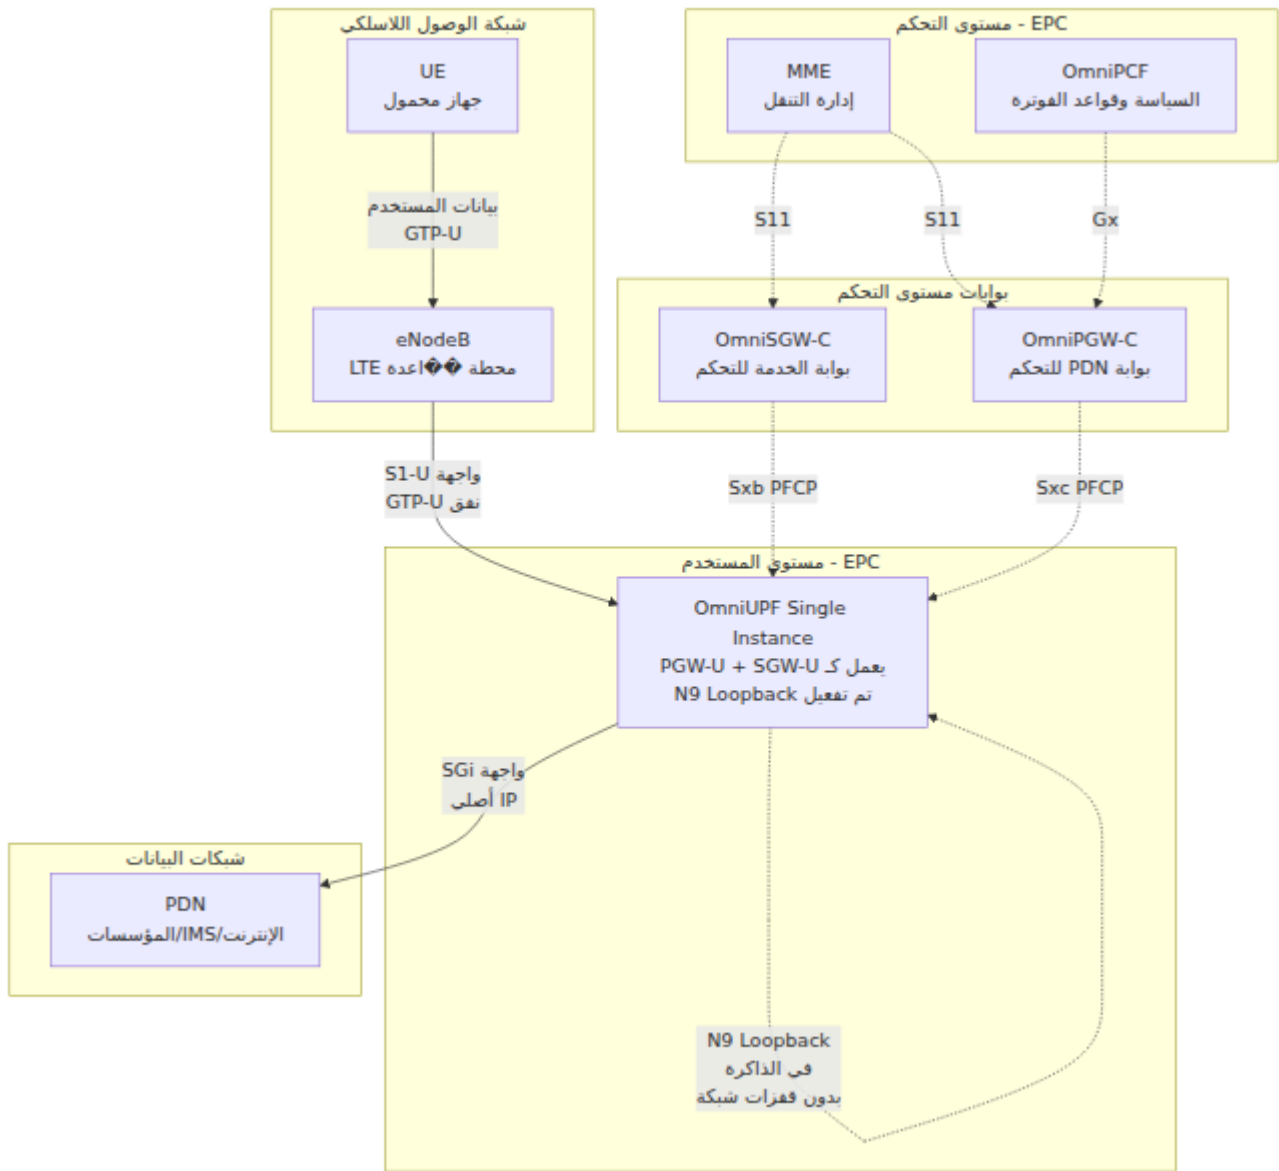 شبكة الوصول اللاسلكي
UE
جهاز محمول
بيانات المستخدم
GTP-U
eNodeB
محطة ��اعدة LTE
EPC - مستوى التحكم
MME
إدارة التنقل
OmniPCF
السياسة وقواعد الفوترة
S11
S11
Gx
بوابات مستوى التحكم
OmniSGW-C
بوابة الخدمة للتحكم
OmniPGW-C
بوابة PDN للتحكم
واجهة S1-U
نفق GTP-U
Sxb PFCP
Sxc PFCP
EPC - مستوى المستخدم
OmniUPF Single
Instance
يعمل كـ PGW-U + SGW-U
تم تفعيل N9 Loopback
واجهة SGi
IP أصلي
شبكات البيانات
PDN
الإنترنت/IMS/المؤسسات
N9 Loopback
في الذاكرة
بدون قفزات شبكة